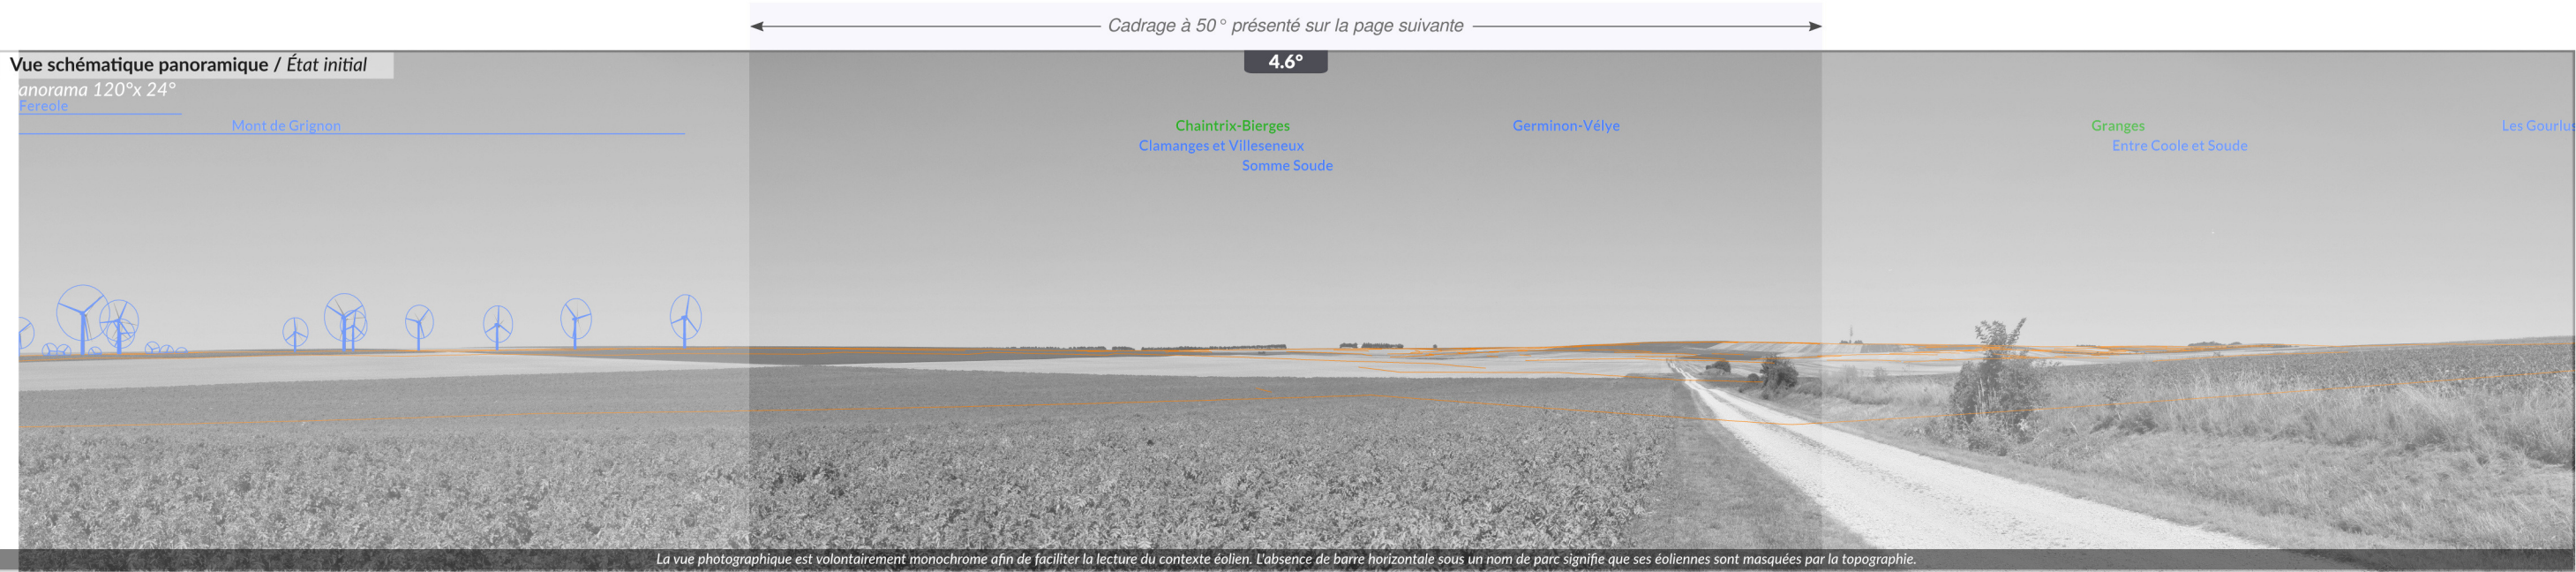 Cadrage à 50° présenté sur la page suivante
Vue schématique panoramique / État initial
4.6°
anorama 120°x 24°
Fereole
Mont de Grignon
Chaintrix-Bierges
Germinon-Vélye
Granges
Les Gourlus
Clamanges et Villeseneux
Entre Coole et Soude
Somme Soude
La vue photographique est volontairement monochrome afin de faciliter la lecture du contexte éolien. L'absence de barre horizontale sous un nom de parc signifie que ses éoliennes sont masquées par la topographie.